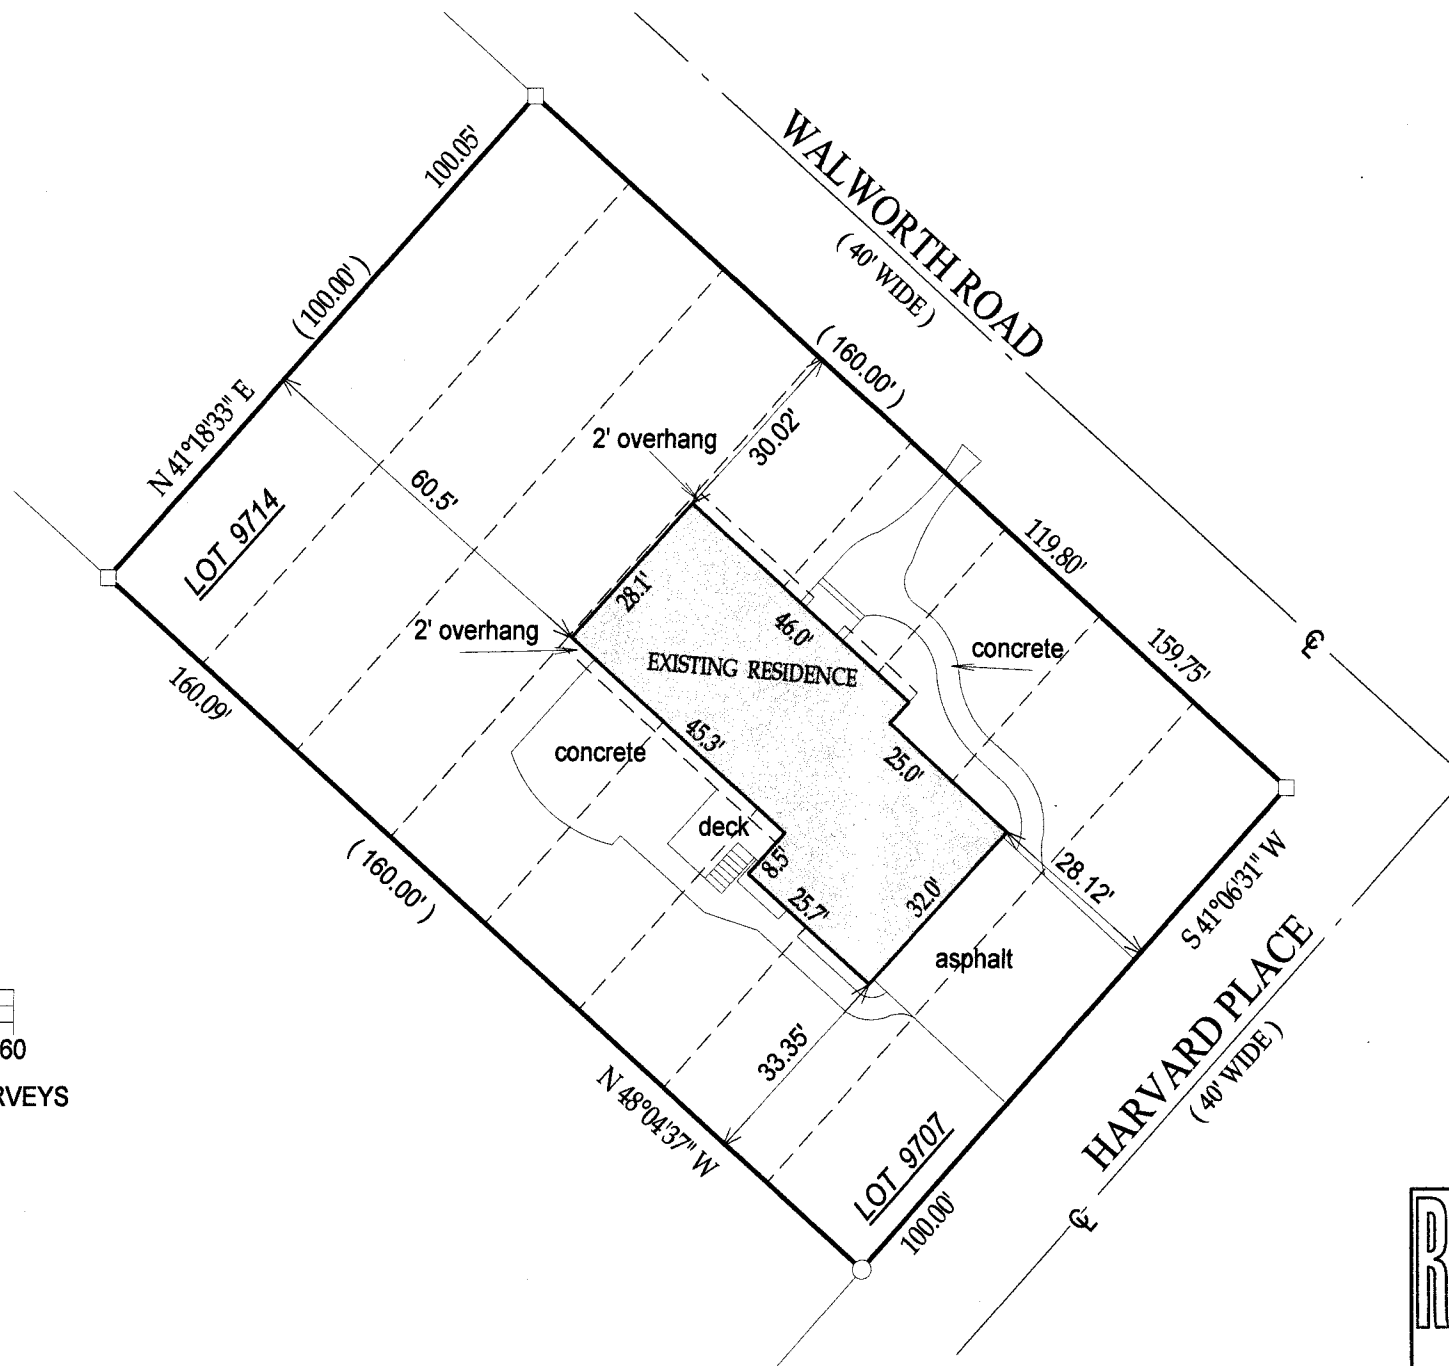 WALWORTH ROAD
( 40' WIDE )
100.05'
( 100.00' )
N 41°18'33" E
LOT 9714
( 160.00' )
30.02'
2' overhang
60.5'
119.80'
159.75'
℄
28.1'
46.0'
2' overhang
concrete
EXISTING RESIDENCE
160.09'
45.3'
concrete
25.0'
deck
8.5'
25.7'
32.0'
28.12'
S 41°06'31" W
( 160.00' )
asphalt
33.35'
HARVARD PLACE
( 40' WIDE )
N 48°04'37" W
LOT 9707
100.00'
℄
60
RVEYS
R